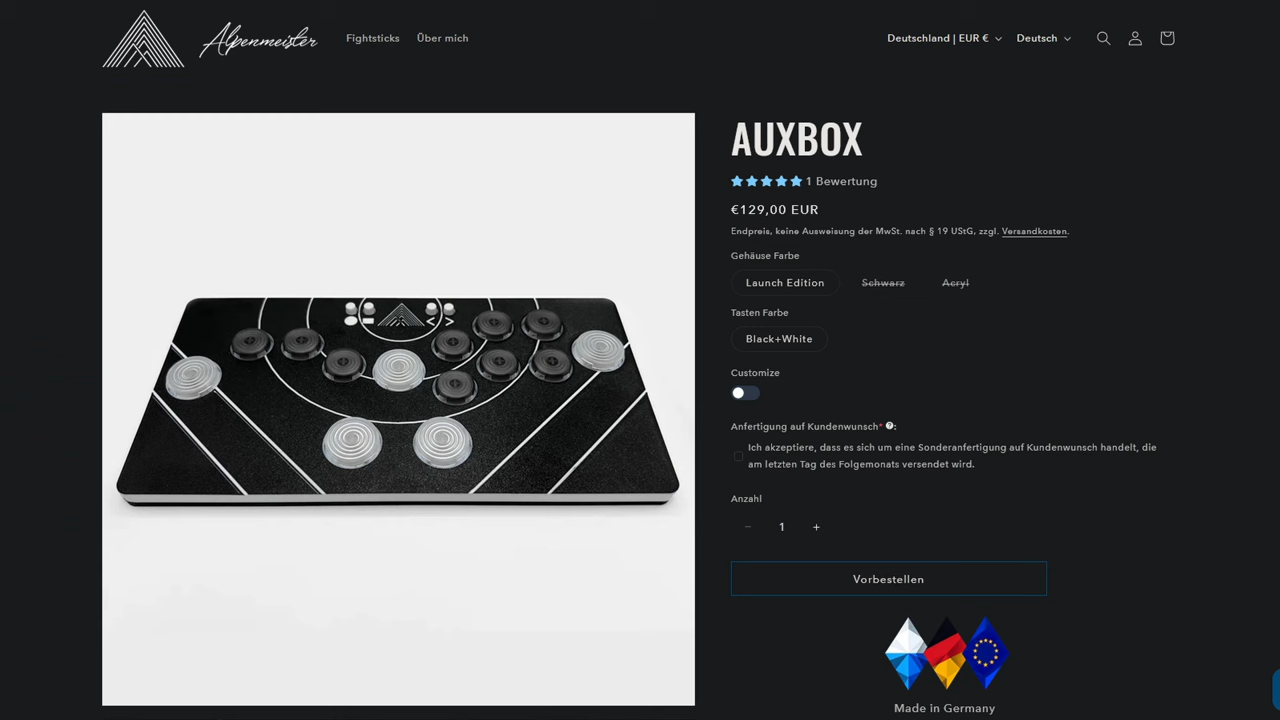 Alpenmeister
Fightsticks
Über mich
Deutschland | EUR €
Deutsch
AUXBOX
1 Bewertung
€129,00 EUR
Endpreis, keine Ausweisung der MwSt. nach § 19 UStG, zzgl. Versandkosten.
Gehäuse Farbe
Launch Edition
Schwarz
Acryl
Tasten Farbe
Black+White
Customize
Anfertigung auf Kundenwunsch* ?:
Ich akzeptiere, dass es sich um eine Sonderanfertigung auf Kundenwunsch handelt, die
am letzten Tag des Folgemonats versendet wird.
Anzahl
− 1 +
Vorbestellen
Made in Germany